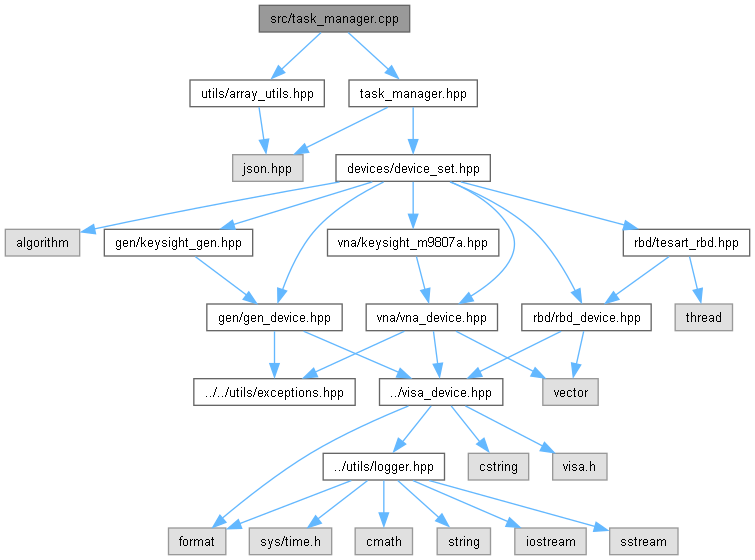 src/task_manager.cpp
utils/array_utils.hpp
task_manager.hpp
json.hpp
devices/device_set.hpp
algorithm
gen/keysight_gen.hpp
vna/keysight_m9807a.hpp
rbd/tesart_rbd.hpp
gen/gen_device.hpp
vna/vna_device.hpp
rbd/rbd_device.hpp
thread
../../utils/exceptions.hpp
../visa_device.hpp
vector
../utils/logger.hpp
cstring
visa.h
format
sys/time.h
cmath
string
iostream
sstream